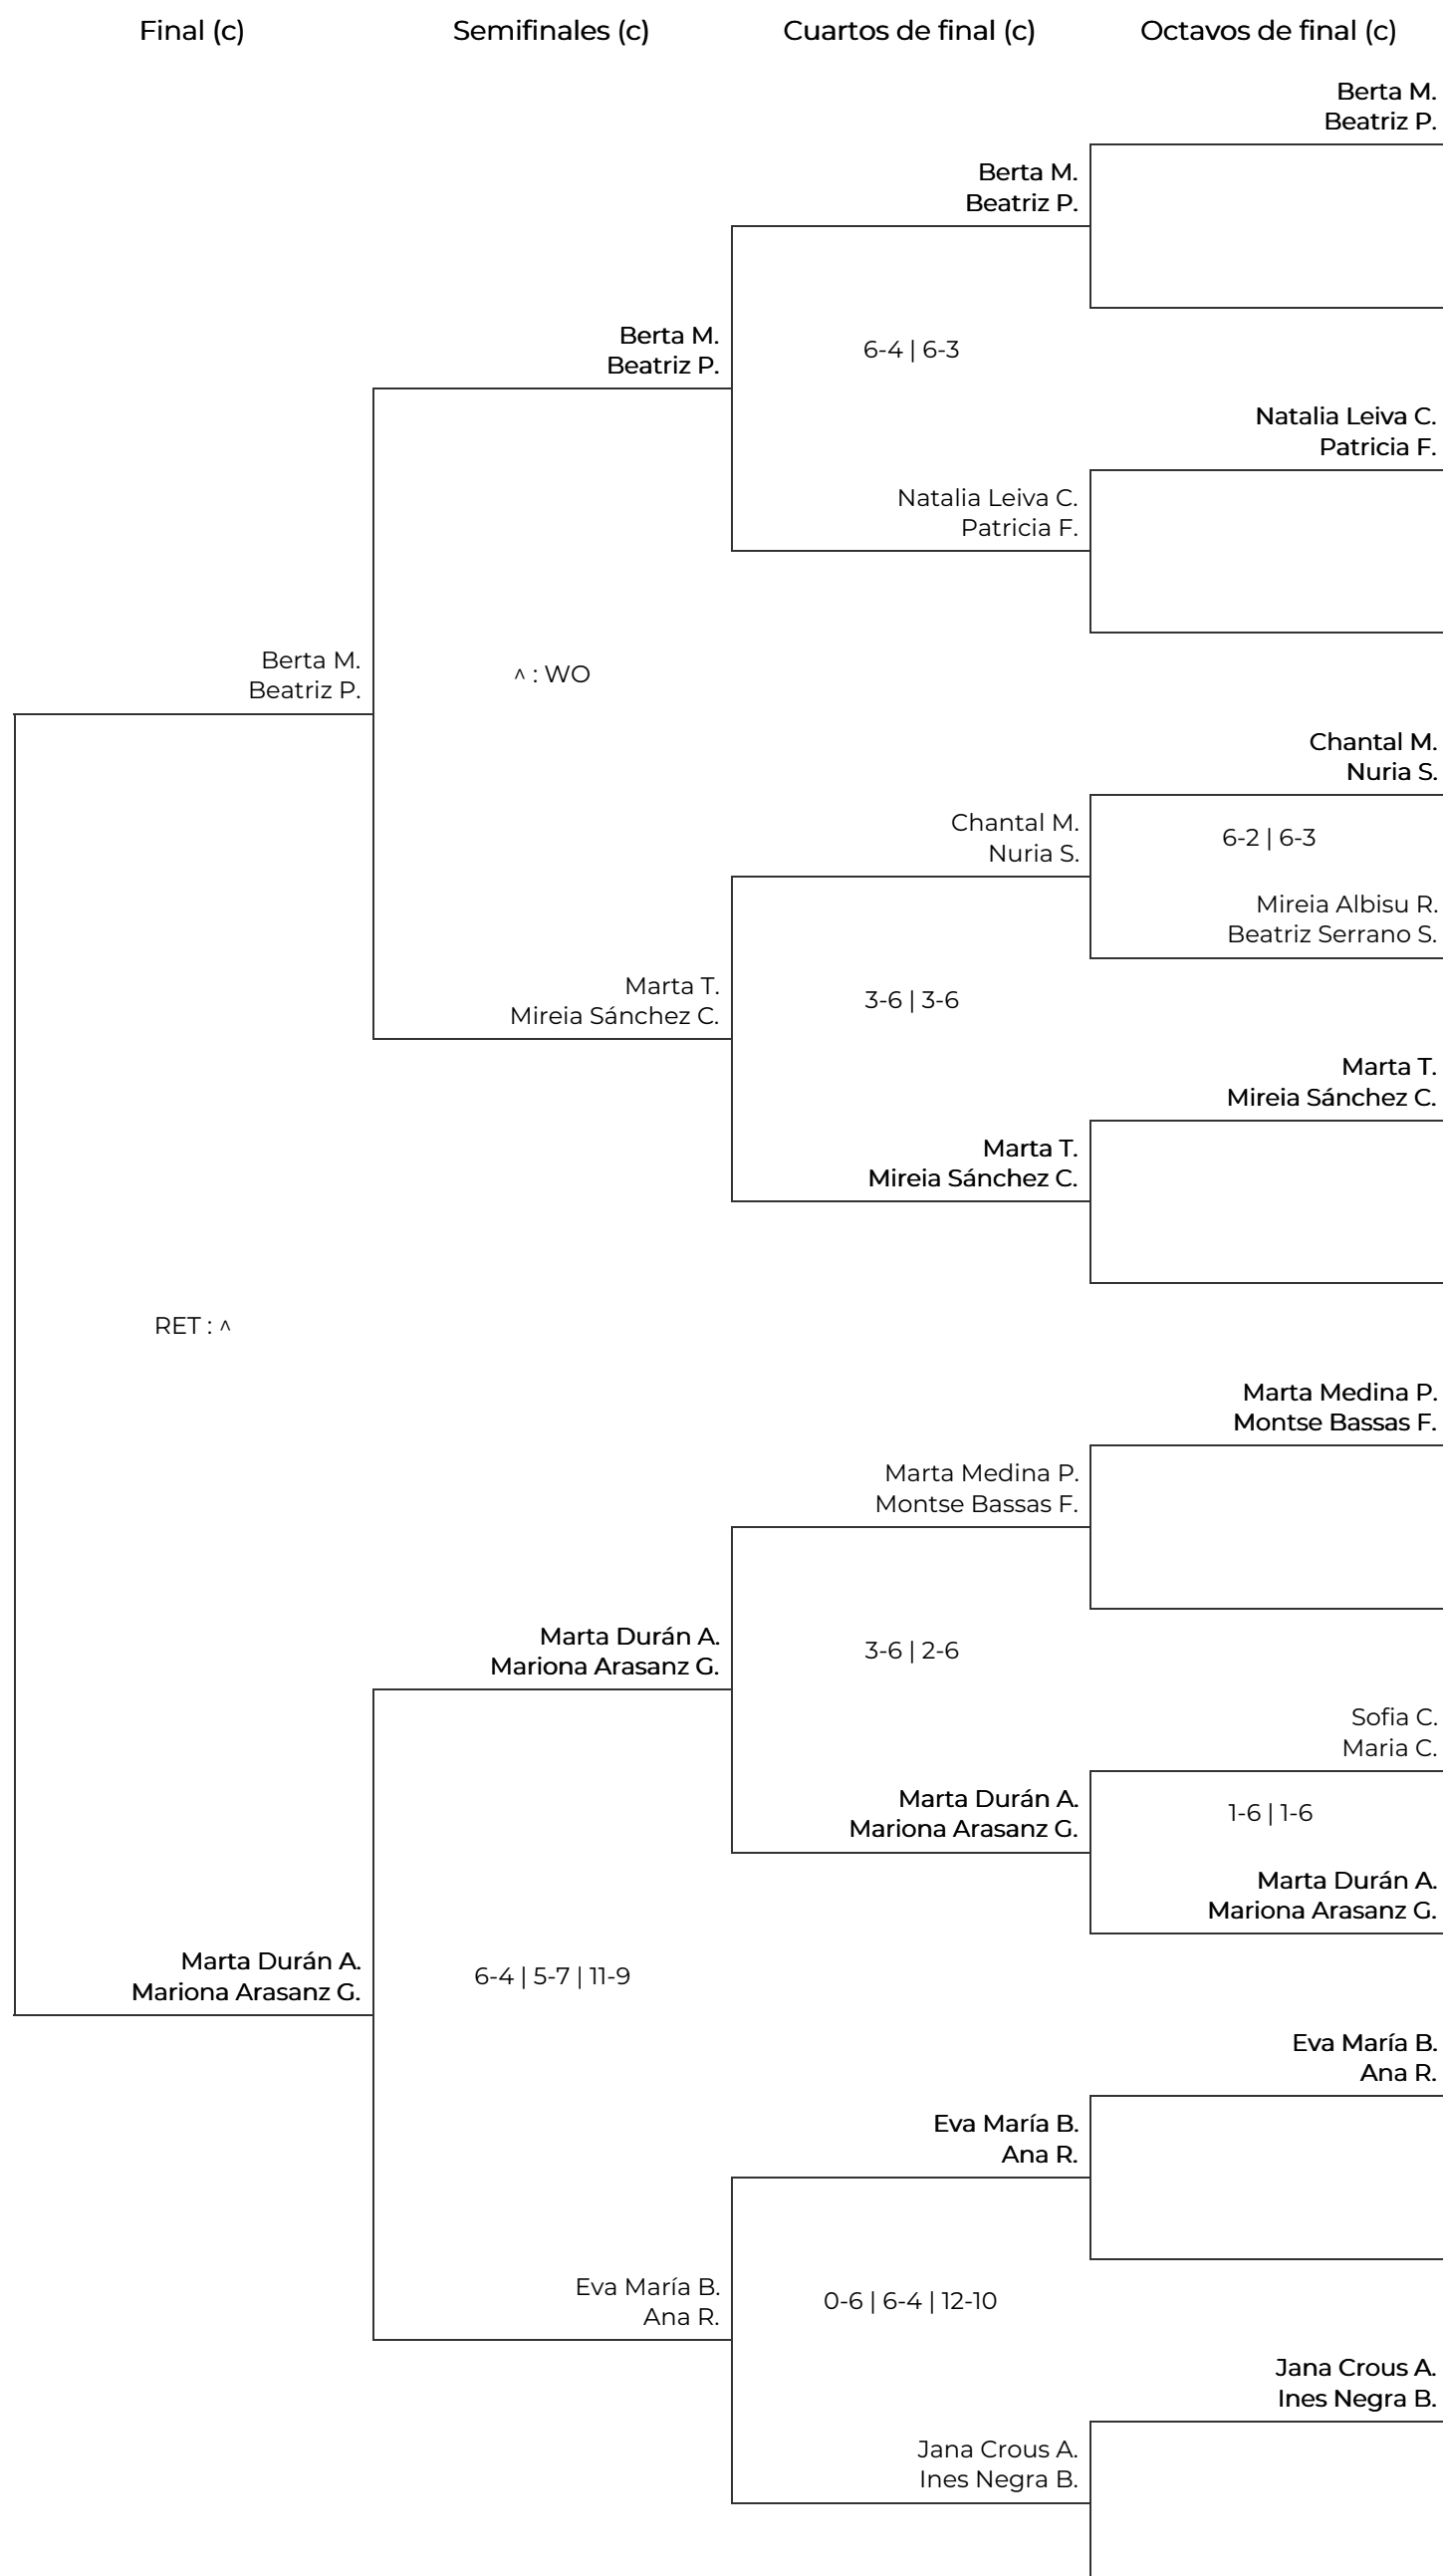 Final (c)
Semifinales (c)
Cuartos de final (c)
Octavos de final (c)
Berta M.
Beatriz P.
Berta M.
Beatriz P.
Berta M.
Beatriz P.
6-4 | 6-3
Natalia Leiva C.
Patricia F.
Natalia Leiva C.
Patricia F.
Berta M.
Beatriz P.
^ : WO
Chantal M.
Nuria S.
Chantal M.
Nuria S.
6-2 | 6-3
Mireia Albisu R.
Beatriz Serrano S.
Marta T.
Mireia Sánchez C.
3-6 | 3-6
Marta T.
Mireia Sánchez C.
Marta T.
Mireia Sánchez C.
RET : ^
Marta Medina P.
Montse Bassas F.
Marta Medina P.
Montse Bassas F.
Marta Durán A.
Mariona Arasanz G.
3-6 | 2-6
Sofia C.
Maria C.
Marta Durán A.
Mariona Arasanz G.
1-6 | 1-6
Marta Durán A.
Mariona Arasanz G.
Marta Durán A.
Mariona Arasanz G.
6-4 | 5-7 | 11-9
Eva María B.
Ana R.
Eva María B.
Ana R.
Eva María B.
Ana R.
0-6 | 6-4 | 12-10
Jana Crous A.
Ines Negra B.
Jana Crous A.
Ines Negra B.